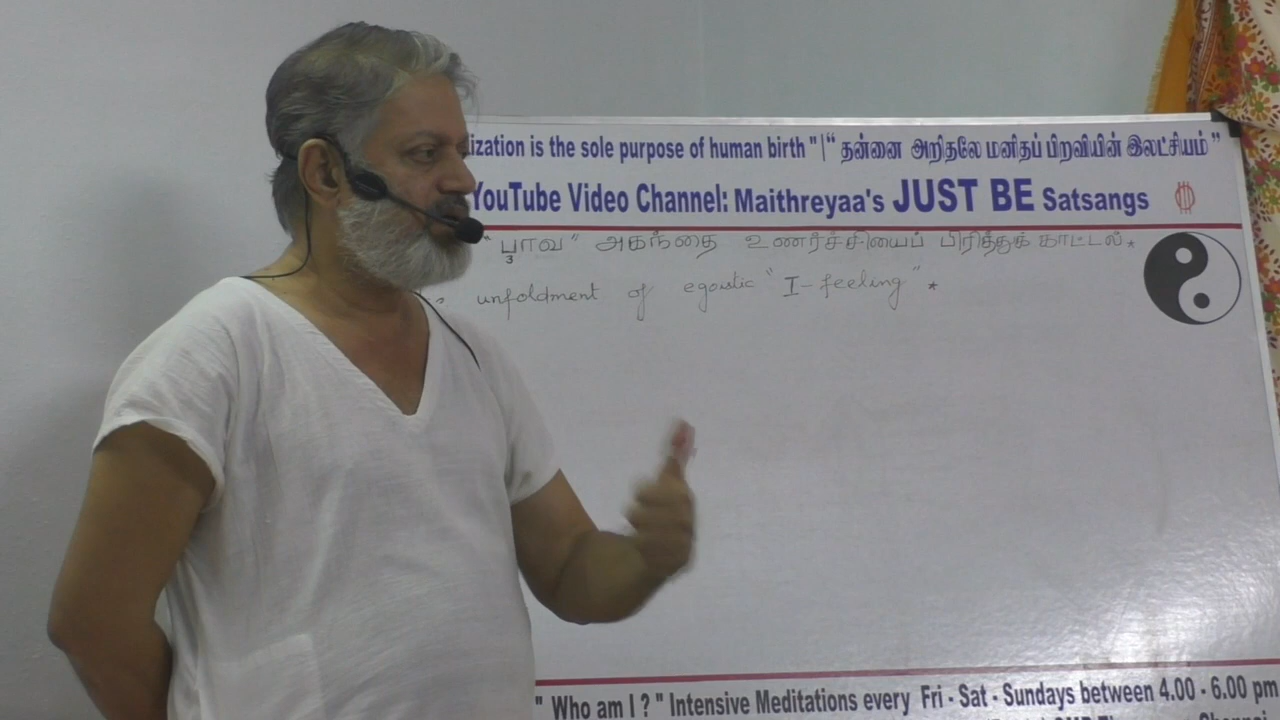 ization is the sole purpose of human birth " | “ தன்னை அறிதலே மனிதப் பிறவியின் இலட்சியம் ”
YouTube Video Channel: Maithreyaa's JUST BE Satsangs
" பா₃வ " அகந்தை உணர்ச்சியைப் பிரித்துக் காட்டல் *
unfoldment of egoistic " I - feeling " *
" Who am I ? " Intensive Meditations every Fri - Sat - Sundays between 4.00 - 6.00 pm